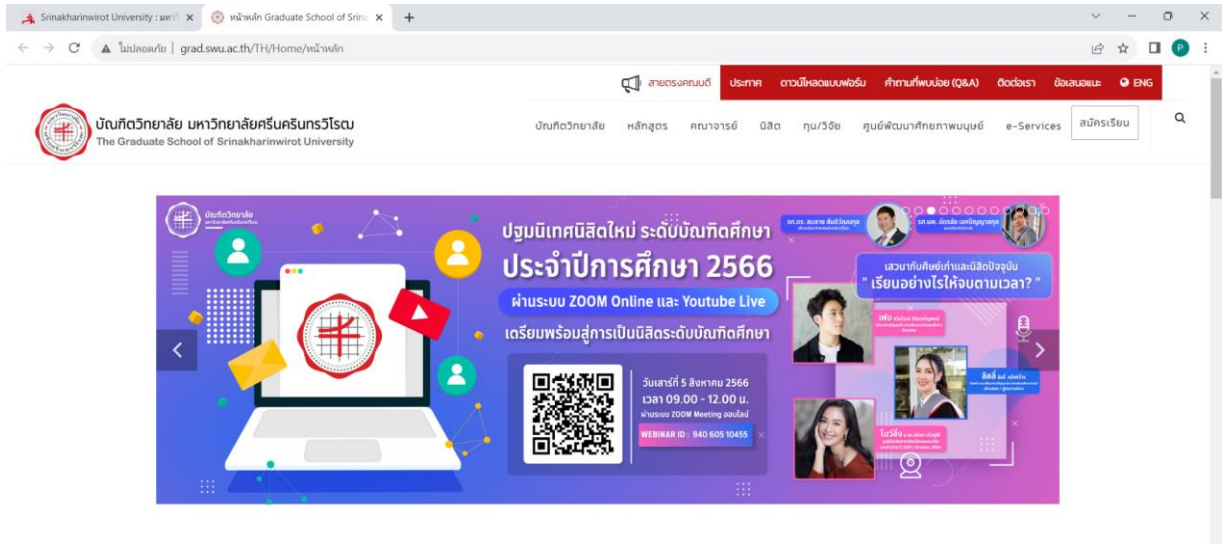 Srinakharinwirot University : มหาวิ
หน้าหลัก Graduate School of Srina
ไม่ปลอดภัย | grad.swu.ac.th/TH/Home/หน้าหลัก
สายตรงคณบดี ประกาศ ดาวน์โหลดแบบฟอร์ม คำถามที่พบบ่อย (Q&A) ติดต่อเรา ข้อเสนอแนะ ENG
บัณฑิตวิทยาลัย มหาวิทยาลัยศรีนครินทรวิโรฒ
The Graduate School of Srinakharinwirot University
บัณฑิตวิทยาลัย หลักสูตร คณาจารย์ นิสิต ทุน/วิจัย ศูนย์พัฒนาศักยภาพมนุษย์ e-Services สมัครเรียน
บัณฑิตวิทยาลัย
ปฐมนิเทศนิสิตใหม่ ระดับบัณฑิตศึกษา
ประจำปีการศึกษา 2566
ผ่านระบบ ZOOM Online และ Youtube Live
เตรียมพร้อมสู่การเป็นนิสิตระดับบัณฑิตศึกษา
วันเสาร์ที่ 5 สิงหาคม 2566
เวลา 09.00 - 12.00 น.
ผ่านระบบ ZOOM Meeting ออนไลน์
WEBINAR ID : 940 605 10455
เสวนากับศิษย์เก่าและนิสิตปัจจุบัน
" เรียนอย่างไรให้จบตามเวลา? "